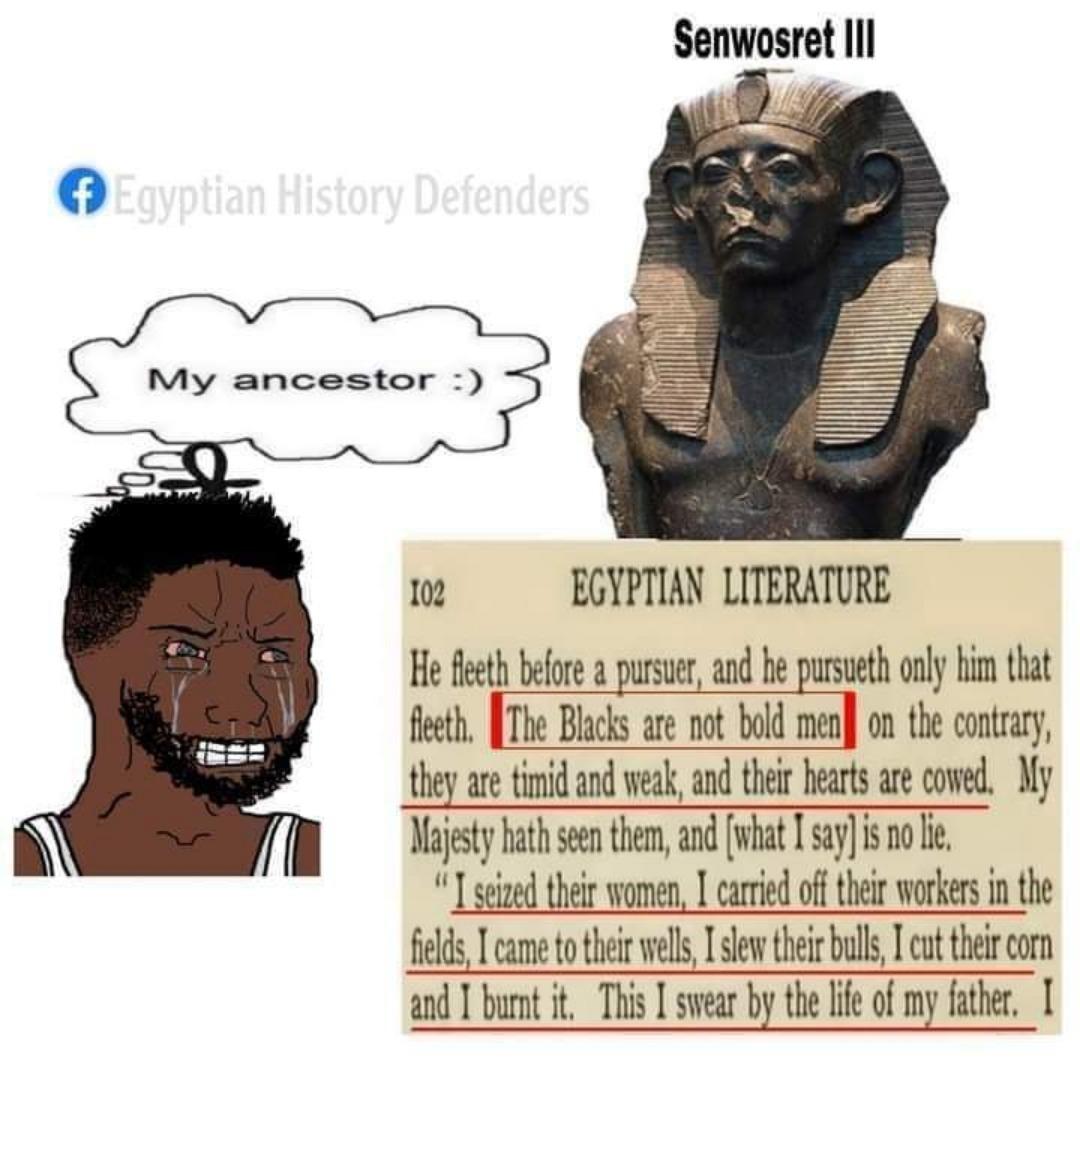 Senwosret III
Egyptian History Defenders
My ancestor :)
102 EGYPTIAN LITERATURE
He fleeth before a pursuer, and he pursueth only him that
fleeth. The Blacks are not bold men on the contrary,
they are timid and weak, and their hearts are cowed. My
Majesty hath seen them, and [what I say] is no lie.
“I seized their women, I carried off their workers in the
fields, I came to their wells, I slew their bulls, I cut their corn
and I burnt it. This I swear by the life of my father. I